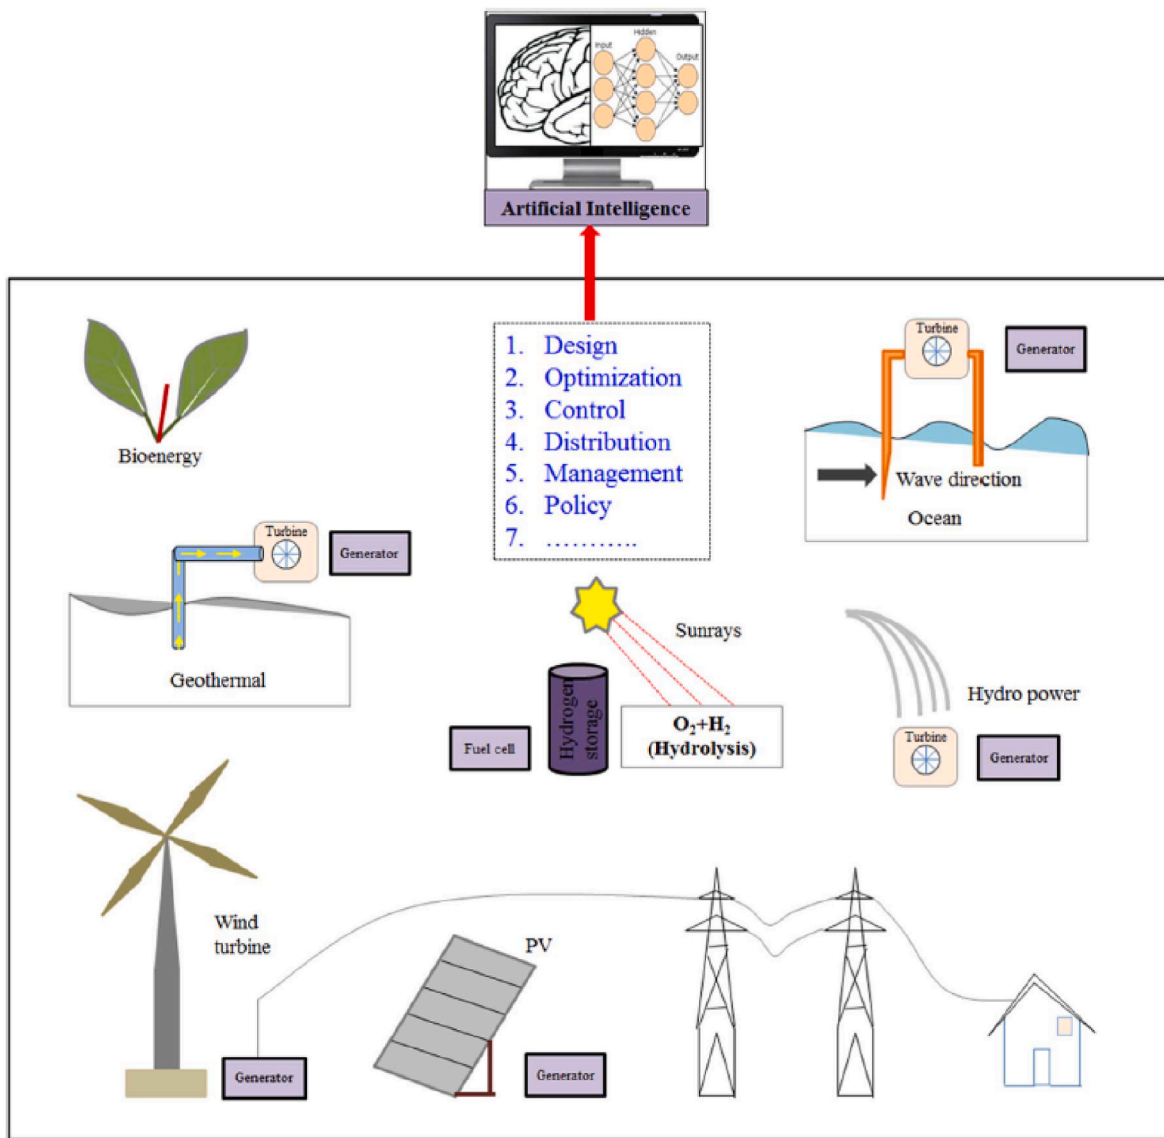 Input
Hidden
Output
Artificial Intelligence
1. Design
2. Optimization
3. Control
4. Distribution
5. Management
6. Policy
7. ...........
Bioenergy
Turbine
Generator
Wave direction
Ocean
Turbine
Generator
Geothermal
Sunrays
Hydrogen
storage
Fuel cell
O₂+H₂
(Hydrolysis)
Hydro power
Turbine
Generator
Wind
turbine
Generator
PV
Generator